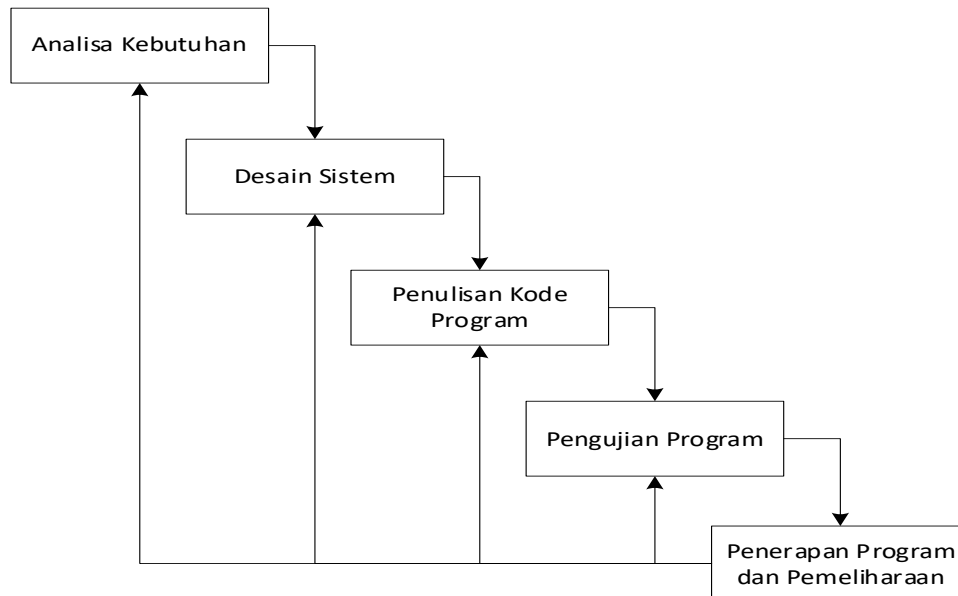 Analisa Kebutuhan
Desain Sistem
Penulisan Kode
Program
Pengujian Program
Penerapan Program
dan Pemeliharaan